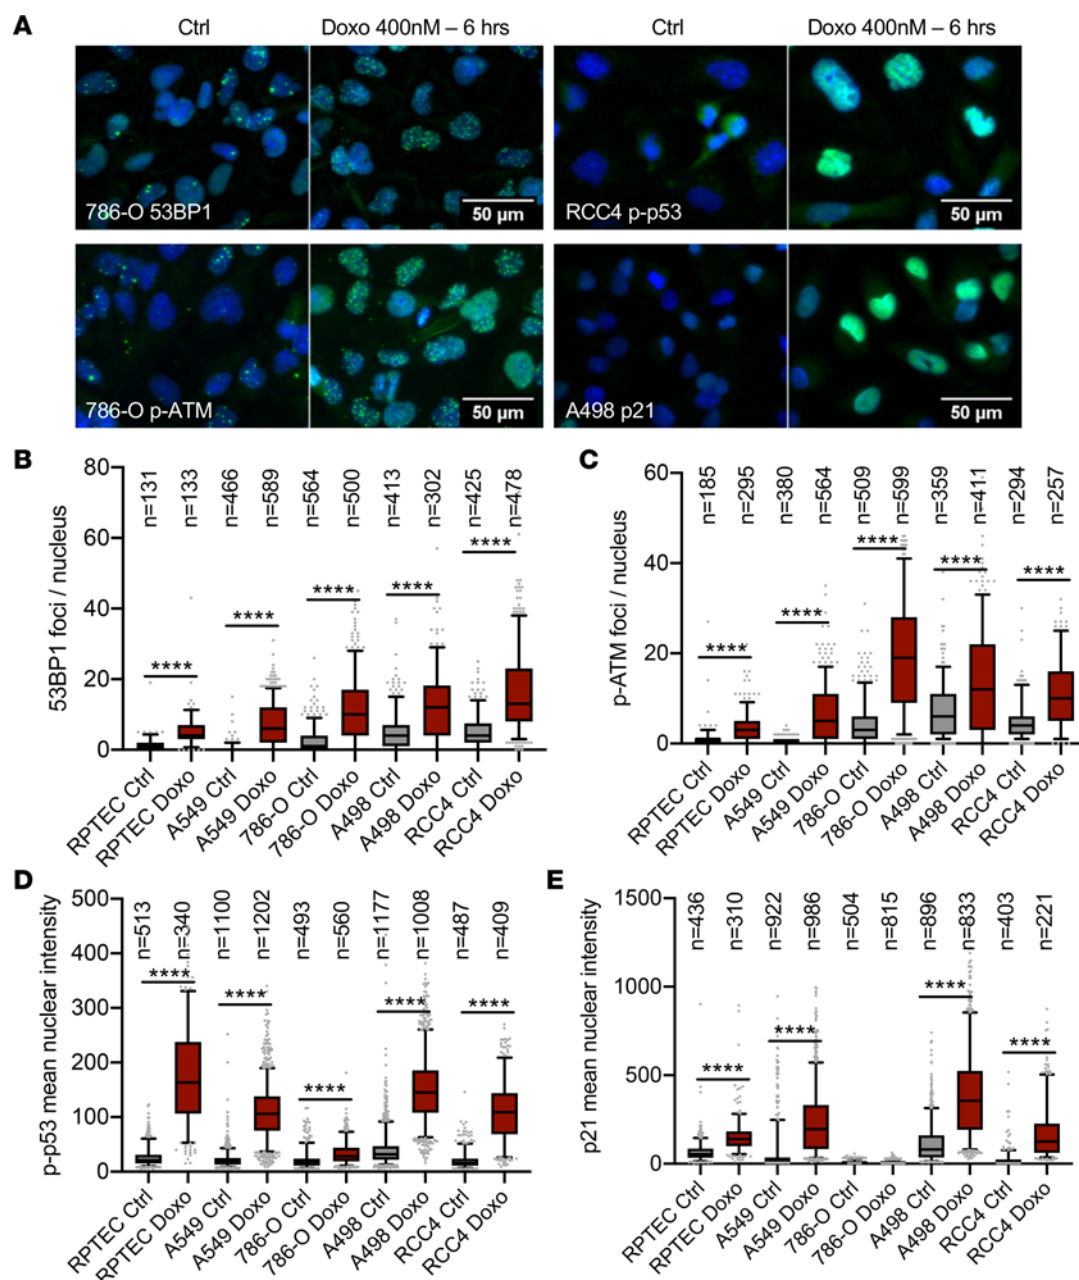 A
Ctrl
Doxo 400nM – 6 hrs
Ctrl
Doxo 400nM – 6 hrs
786-O 53BP1
50 µm
RCC4 p-p53
50 µm
786-O p-ATM
50 µm
A498 p21
50 µm
B
53BP1 foci / nucleus
80
60
40
20
0
n=131
n=133
n=466
n=589
n=564
n=500
n=413
n=302
n=425
n=478
****
****
****
****
****
RPTEC Ctrl
RPTEC Doxo
A549 Ctrl
A549 Doxo
786-O Ctrl
786-O Doxo
A498 Ctrl
A498 Doxo
RCC4 Ctrl
RCC4 Doxo
C
p-ATM foci / nucleus
60
40
20
0
n=185
n=295
n=380
n=564
n=509
n=599
n=359
n=411
n=294
n=257
****
****
****
****
****
RPTEC Ctrl
RPTEC Doxo
A549 Ctrl
A549 Doxo
786-O Ctrl
786-O Doxo
A498 Ctrl
A498 Doxo
RCC4 Ctrl
RCC4 Doxo
D
p-p53 mean nuclear intensity
500
400
300
200
100
0
n=513
n=340
n=1100
n=1202
n=493
n=560
n=1177
n=1008
n=487
n=409
****
****
****
****
****
RPTEC Ctrl
RPTEC Doxo
A549 Ctrl
A549 Doxo
786-O Ctrl
786-O Doxo
A498 Ctrl
A498 Doxo
RCC4 Ctrl
RCC4 Doxo
E
p21 mean nuclear intensity
1500
1000
500
0
n=436
n=310
n=922
n=986
n=504
n=815
n=896
n=833
n=403
n=221
****
****
****
****
RPTEC Ctrl
RPTEC Doxo
A549 Ctrl
A549 Doxo
786-O Ctrl
786-O Doxo
A498 Ctrl
A498 Doxo
RCC4 Ctrl
RCC4 Doxo